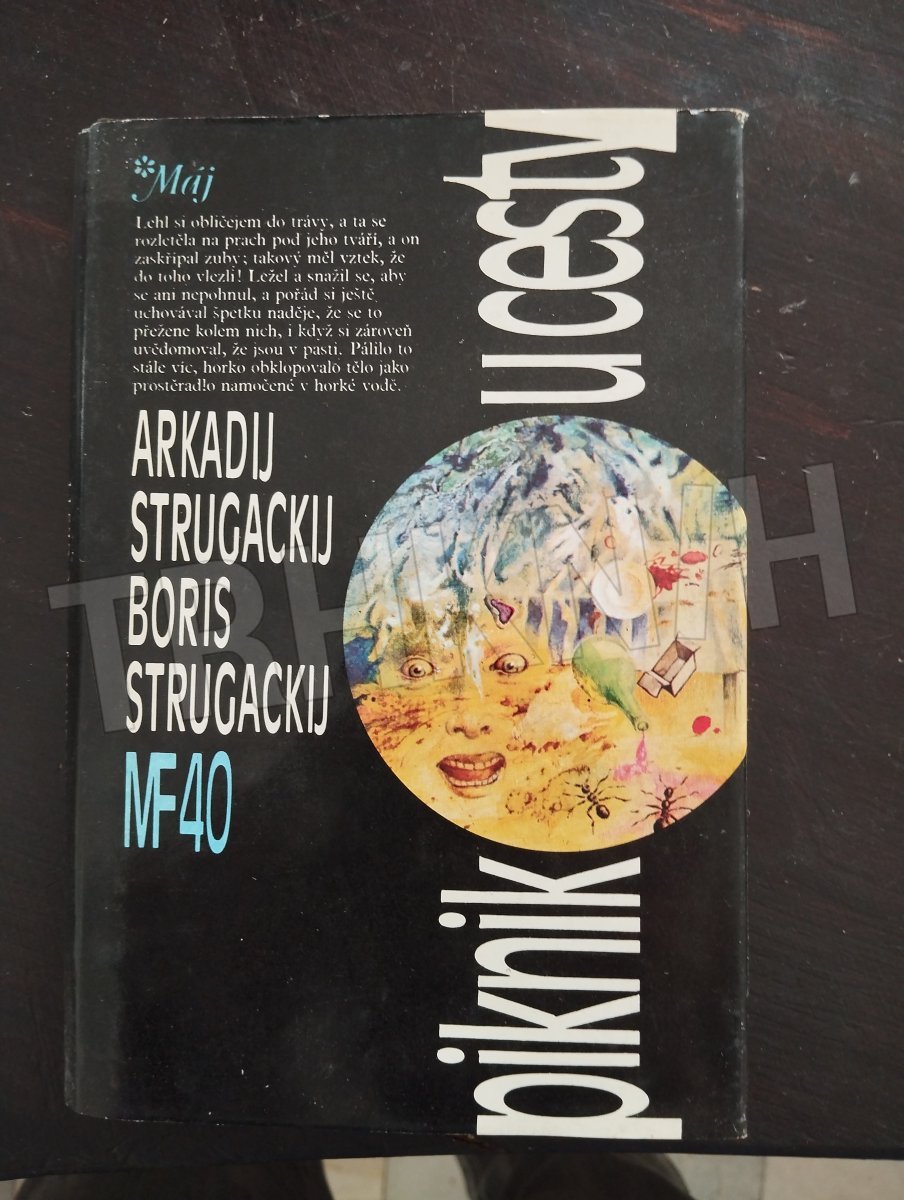 *Máj
Lehl si obličejem do trávy, a ta se
rozletěla na prach pod jeho tváří, a on
zaskřípal zuby; takový měl vztek, že
do toho vlezli! Ležel a snažil se, aby
se ani nepohnul, a pořád si ještě
uchovával špetku naděje, že se to
přežene kolem nich, i když si zároveň
uvědomoval, že jsou v pasti. Pálilo to
stále víc, horko obklopovalo tělo jako
prostěradlo namočené v horké vodě.
ARKADIJ
STRUGACKIJ
BORIS
STRUGACKIJ
MF40
piknik u cesty
TBHKNIH